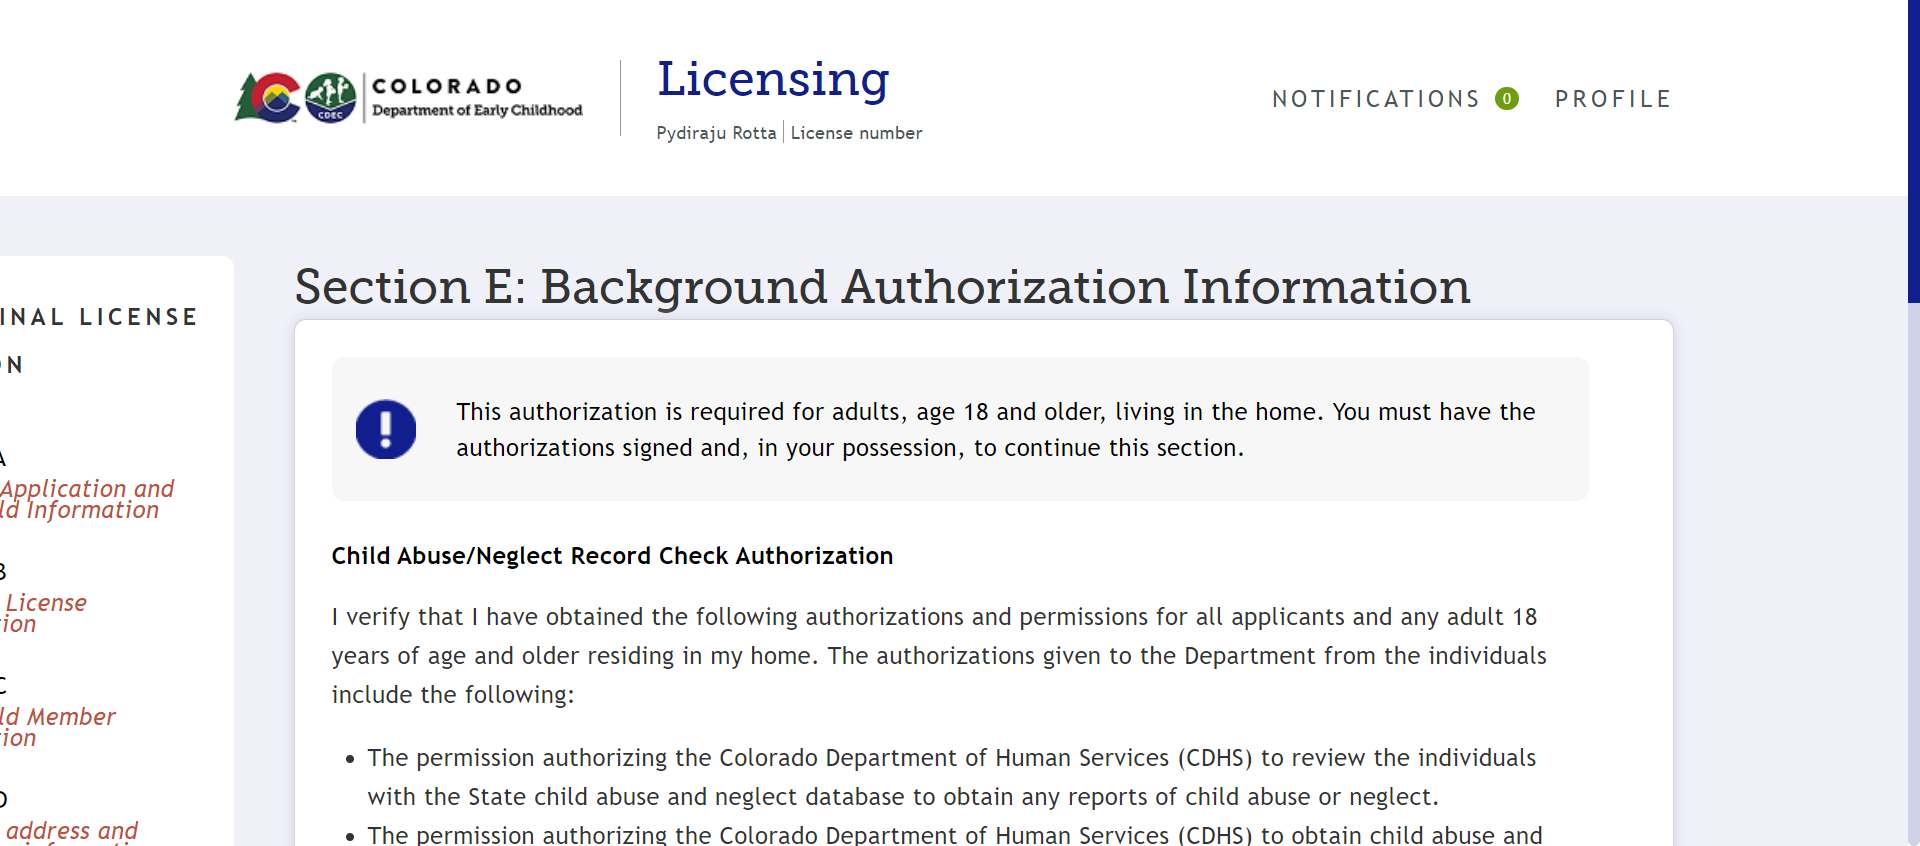 COLORADO
Department of Early Childhood
CDEC
Licensing
Pydiraju Rotta | License number
NOTIFICATIONS 0 PROFILE
INAL LICENSE
ON
A
Application and
ld Information
B
License
tion
C
ld Member
tion
D
address and
Section E: Background Authorization Information
This authorization is required for adults, age 18 and older, living in the home. You must have the
authorizations signed and, in your possession, to continue this section.
Child Abuse/Neglect Record Check Authorization
I verify that I have obtained the following authorizations and permissions for all applicants and any adult 18
years of age and older residing in my home. The authorizations given to the Department from the individuals
include the following:
• The permission authorizing the Colorado Department of Human Services (CDHS) to review the individuals
with the State child abuse and neglect database to obtain any reports of child abuse or neglect.
• The permission authorizing the Colorado Department of Human Services (CDHS) to obtain child abuse and